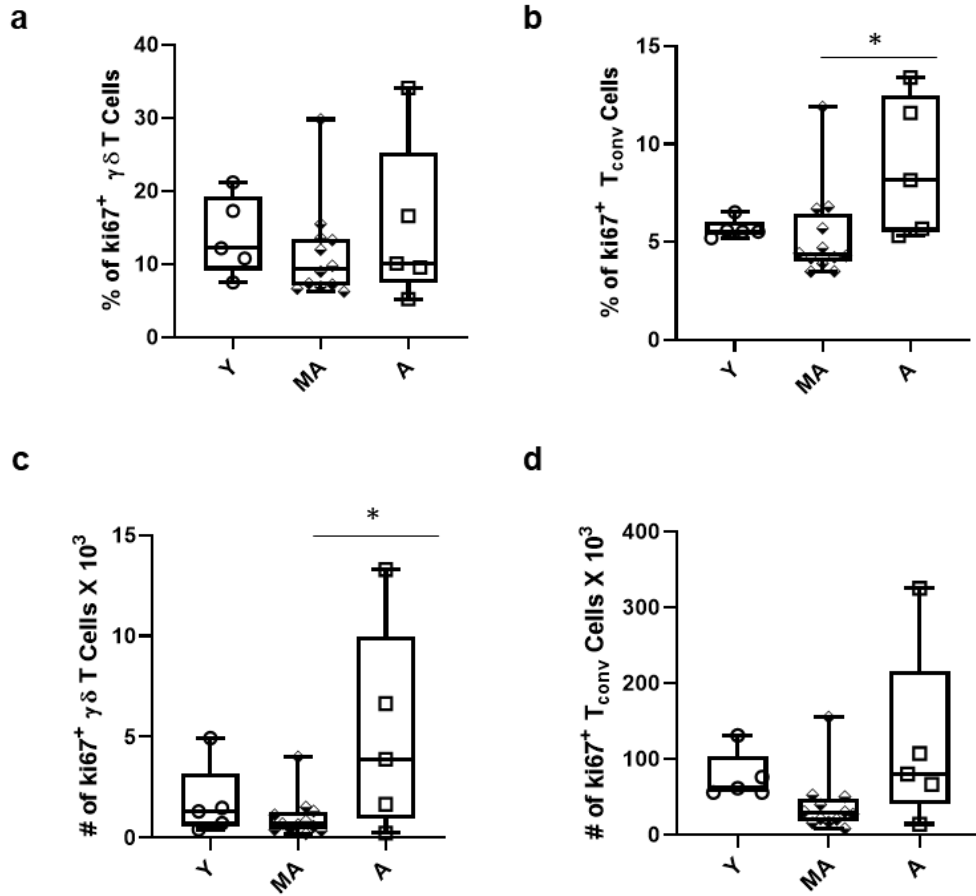 a
% of ki67⁺ γδ T Cells
40
30
20
10
0
Y
MA
A
b
% of ki67⁺ T_conv Cells
*
15
10
5
0
Y
MA
A
c
# of ki67⁺ γδ T Cells X 10³
*
15
10
5
0
Y
MA
A
d
# of ki67⁺ T_conv Cells X 10³
400
300
200
100
0
Y
MA
A